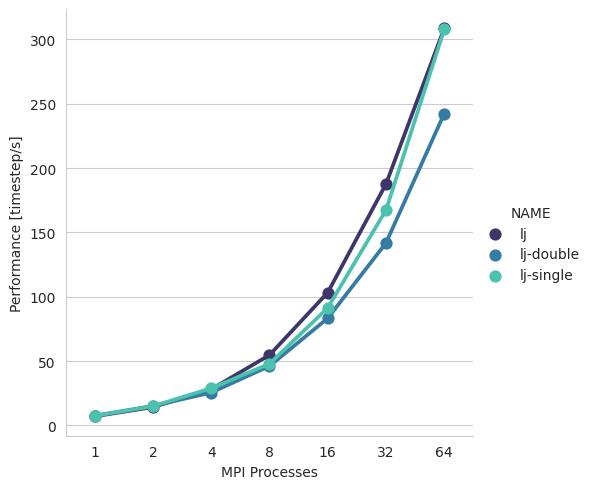 Performance [timestep/s]
300
250
200
150
100
50
0
1 2 4 8 16 32 64
MPI Processes
NAME
lj
lj-double
lj-single